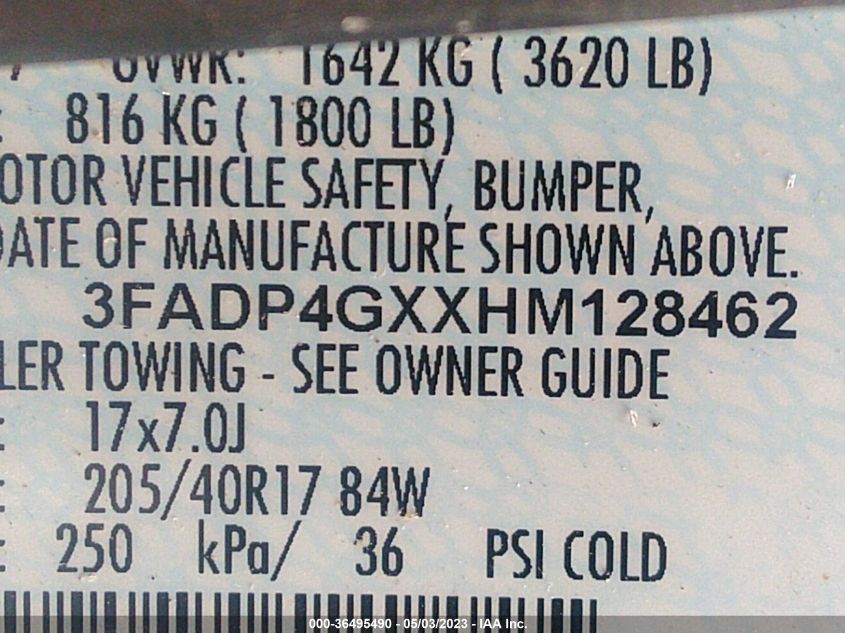 GVWR: 1642 KG ( 3620 LB)
: 816 KG ( 1800 LB)
OTOR VEHICLE SAFETY, BUMPER,
DATE OF MANUFACTURE SHOWN ABOVE.
3FADP4GXXHM128462
LER TOWING - SEE OWNER GUIDE
: 17x7.0J
: 205/40R17 84W
: 250 kPa/ 36 PSI COLD
000-36495490 - 05/03/2023 - IAA Inc.